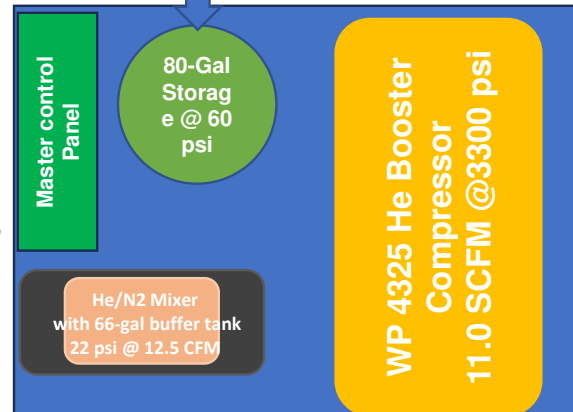 Master control
Panel
80-Gal
Storag
e @ 60
psi
WP 4325 He Booster
Compressor
11.0 SCFM @3300 psi
He/N2 Mixer
with 66-gal buffer tank
22 psi @ 12.5 CFM